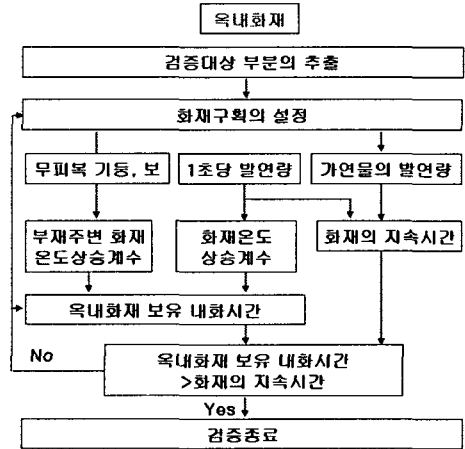 옥내화재
검증대상 부분의 추출
화재구획의 설정
무피복 기둥, 보
1초당 발연량
가연물의 발연량
부재주변 화재
온도상승계수
화재온도
상승계수
화재의 지속시간
옥내화재 보유 내화시간
No
옥내화재 보유 내화시간
>화재의 지속시간
Yes
검증종료